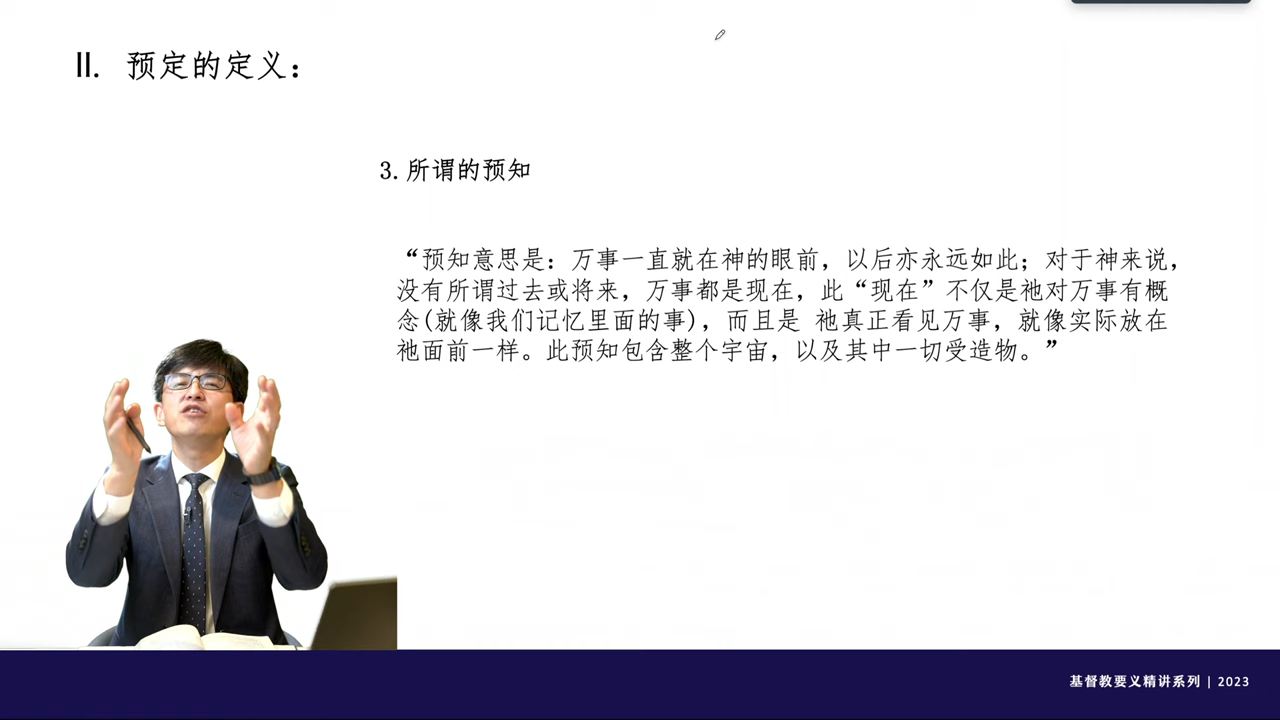 II. 预定的定义：
3.所谓的预知
“预知意思是：万事一直就在神的眼前，以后亦永远如此；对于神来说，
没有所谓过去或将来，万事都是现在，此“现在”不仅是祂对万事有概
念(就像我们记忆里面的事)，而且是 祂真正看见万事，就像实际放在
祂面前一样。此预知包含整个宇宙，以及其中一切受造物。”
基督教要义精讲系列 | 2023